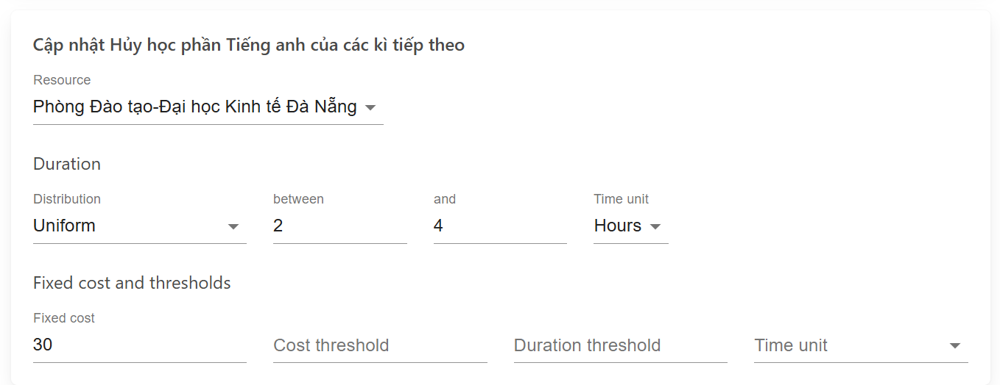 Cập nhật Hủy học phần Tiếng anh của các kì tiếp theo
Resource
Phòng Đào tạo-Đại học Kinh tế Đà Nẵng
Duration
Distribution between and Time unit
Uniform 2 4 Hours
Fixed cost and thresholds
Fixed cost
30 Cost threshold Duration threshold Time unit